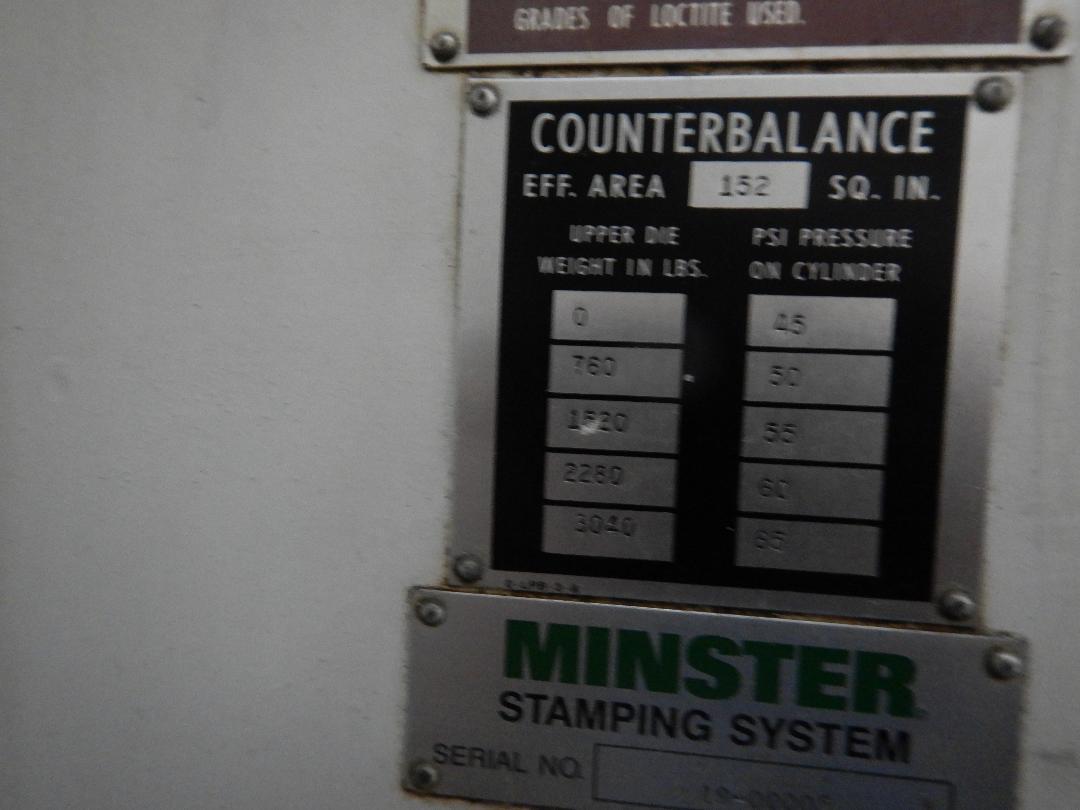 GRADES OF LOCTITE USED.
COUNTERBALANCE
EFF. AREA 152 SQ. IN.
UPPER DIE PSI PRESSURE
WEIGHT IN LBS. ON CYLINDER
0 45
760 50
1520 55
2280 60
3040 65
MINSTER
STAMPING SYSTEM
SERIAL NO.